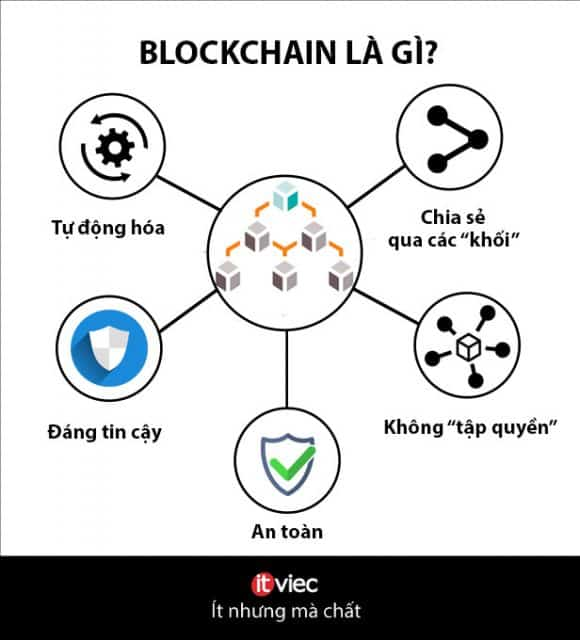 BLOCKCHAIN LÀ GÌ?
Tự động hóa
Chia sẻ
qua các “khối”
Đáng tin cậy
Không “tập quyền”
An toàn
itviec
Ít nhưng mà chất